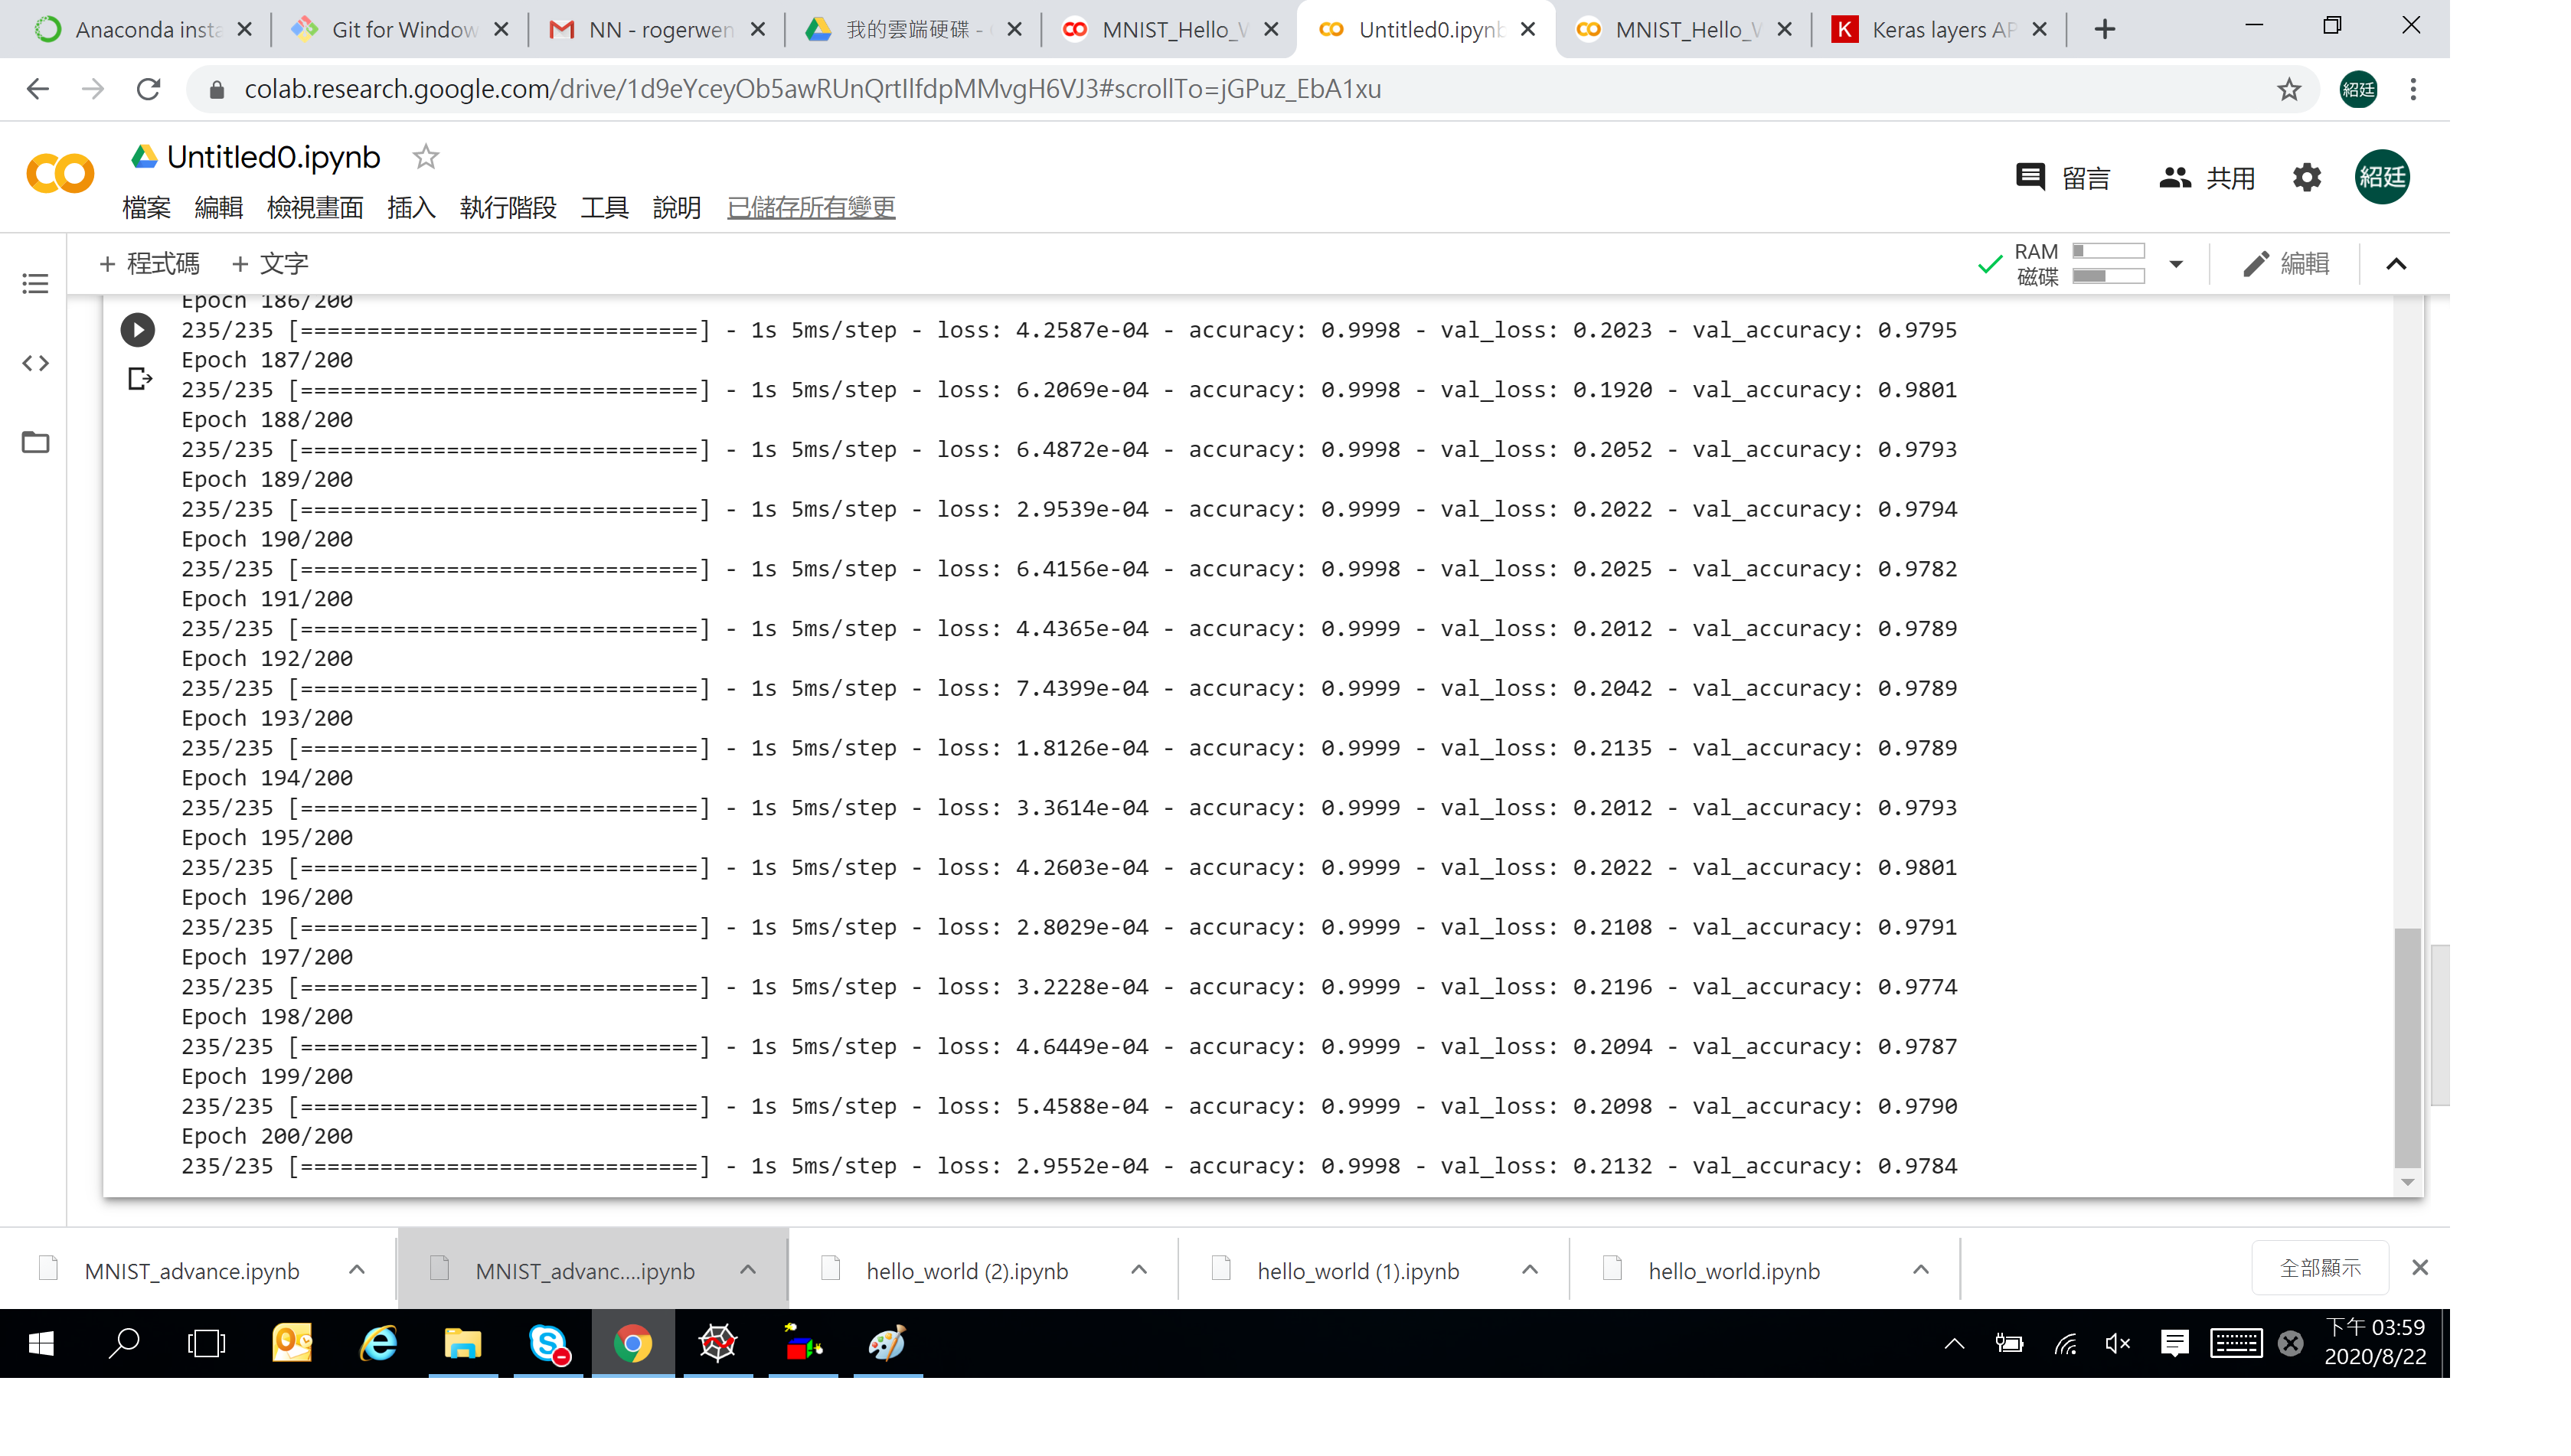 Anaconda insta
Git for Window
NN - rogerwen
我的雲端硬碟 -
MNIST_Hello_W
Untitled0.ipynb
MNIST_Hello_W
Keras layers AP
colab.research.google.com/drive/1d9eYceyOb5awRUnQrtIlfdpMMvgH6VJ3#scrollTo=jGPuz_EbA1xu
紹廷
Untitled0.ipynb
留言
共用
紹廷
檔案 編輯 檢視畫面 插入 執行階段 工具 說明 已儲存所有變更
+ 程式碼 + 文字
RAM
磁碟
編輯
Epoch 186/200
235/235 [==============================] - 1s 5ms/step - loss: 4.2587e-04 - accuracy: 0.9998 - val_loss: 0.2023 - val_accuracy: 0.9795
Epoch 187/200
235/235 [==============================] - 1s 5ms/step - loss: 6.2069e-04 - accuracy: 0.9998 - val_loss: 0.1920 - val_accuracy: 0.9801
Epoch 188/200
235/235 [==============================] - 1s 5ms/step - loss: 6.4872e-04 - accuracy: 0.9998 - val_loss: 0.2052 - val_accuracy: 0.9793
Epoch 189/200
235/235 [==============================] - 1s 5ms/step - loss: 2.9539e-04 - accuracy: 0.9999 - val_loss: 0.2022 - val_accuracy: 0.9794
Epoch 190/200
235/235 [==============================] - 1s 5ms/step - loss: 6.4156e-04 - accuracy: 0.9998 - val_loss: 0.2025 - val_accuracy: 0.9782
Epoch 191/200
235/235 [==============================] - 1s 5ms/step - loss: 4.4365e-04 - accuracy: 0.9999 - val_loss: 0.2012 - val_accuracy: 0.9789
Epoch 192/200
235/235 [==============================] - 1s 5ms/step - loss: 7.4399e-04 - accuracy: 0.9999 - val_loss: 0.2042 - val_accuracy: 0.9789
Epoch 193/200
235/235 [==============================] - 1s 5ms/step - loss: 1.8126e-04 - accuracy: 0.9999 - val_loss: 0.2135 - val_accuracy: 0.9789
Epoch 194/200
235/235 [==============================] - 1s 5ms/step - loss: 3.3614e-04 - accuracy: 0.9999 - val_loss: 0.2012 - val_accuracy: 0.9793
Epoch 195/200
235/235 [==============================] - 1s 5ms/step - loss: 4.2603e-04 - accuracy: 0.9999 - val_loss: 0.2022 - val_accuracy: 0.9801
Epoch 196/200
235/235 [==============================] - 1s 5ms/step - loss: 2.8029e-04 - accuracy: 0.9999 - val_loss: 0.2108 - val_accuracy: 0.9791
Epoch 197/200
235/235 [==============================] - 1s 5ms/step - loss: 3.2228e-04 - accuracy: 0.9999 - val_loss: 0.2196 - val_accuracy: 0.9774
Epoch 198/200
235/235 [==============================] - 1s 5ms/step - loss: 4.6449e-04 - accuracy: 0.9999 - val_loss: 0.2094 - val_accuracy: 0.9787
Epoch 199/200
235/235 [==============================] - 1s 5ms/step - loss: 5.4588e-04 - accuracy: 0.9999 - val_loss: 0.2098 - val_accuracy: 0.9790
Epoch 200/200
235/235 [==============================] - 1s 5ms/step - loss: 2.9552e-04 - accuracy: 0.9998 - val_loss: 0.2132 - val_accuracy: 0.9784
MNIST_advance.ipynb
MNIST_advanc....ipynb
hello_world (2).ipynb
hello_world (1).ipynb
hello_world.ipynb
全部顯示
下午 03:59
2020/8/22